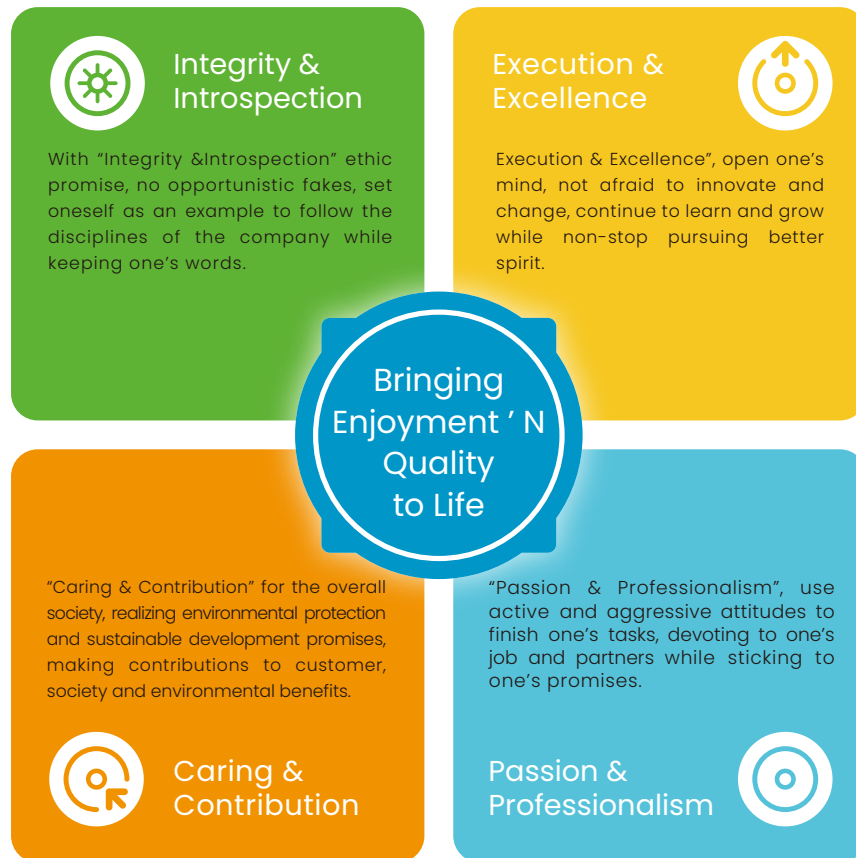 Integrity &
Introspection
With “Integrity &Introspection” ethic
promise, no opportunistic fakes, set
oneself as an example to follow the
disciplines of the company while
keeping one’s words.
Execution &
Excellence
Execution & Excellence”, open one’s
mind, not afraid to innovate and
change, continue to learn and grow
while non-stop pursuing better
spirit.
Bringing
Enjoyment ’ N
Quality
to Life
“Caring & Contribution” for the overall
society, realizing environmental protection
and sustainable development promises,
making contributions to customer,
society and environmental benefits.
Caring &
Contribution
“Passion & Professionalism”, use
active and aggressive attitudes to
finish one’s tasks, devoting to one’s
job and partners while sticking to
one’s promises.
Passion &
Professionalism